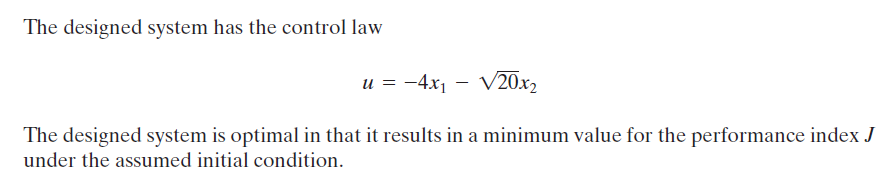 The designed system has the control law
u = −4x₁ − √20x₂
The designed system is optimal in that it results in a minimum value for the performance index J
under the assumed initial condition.